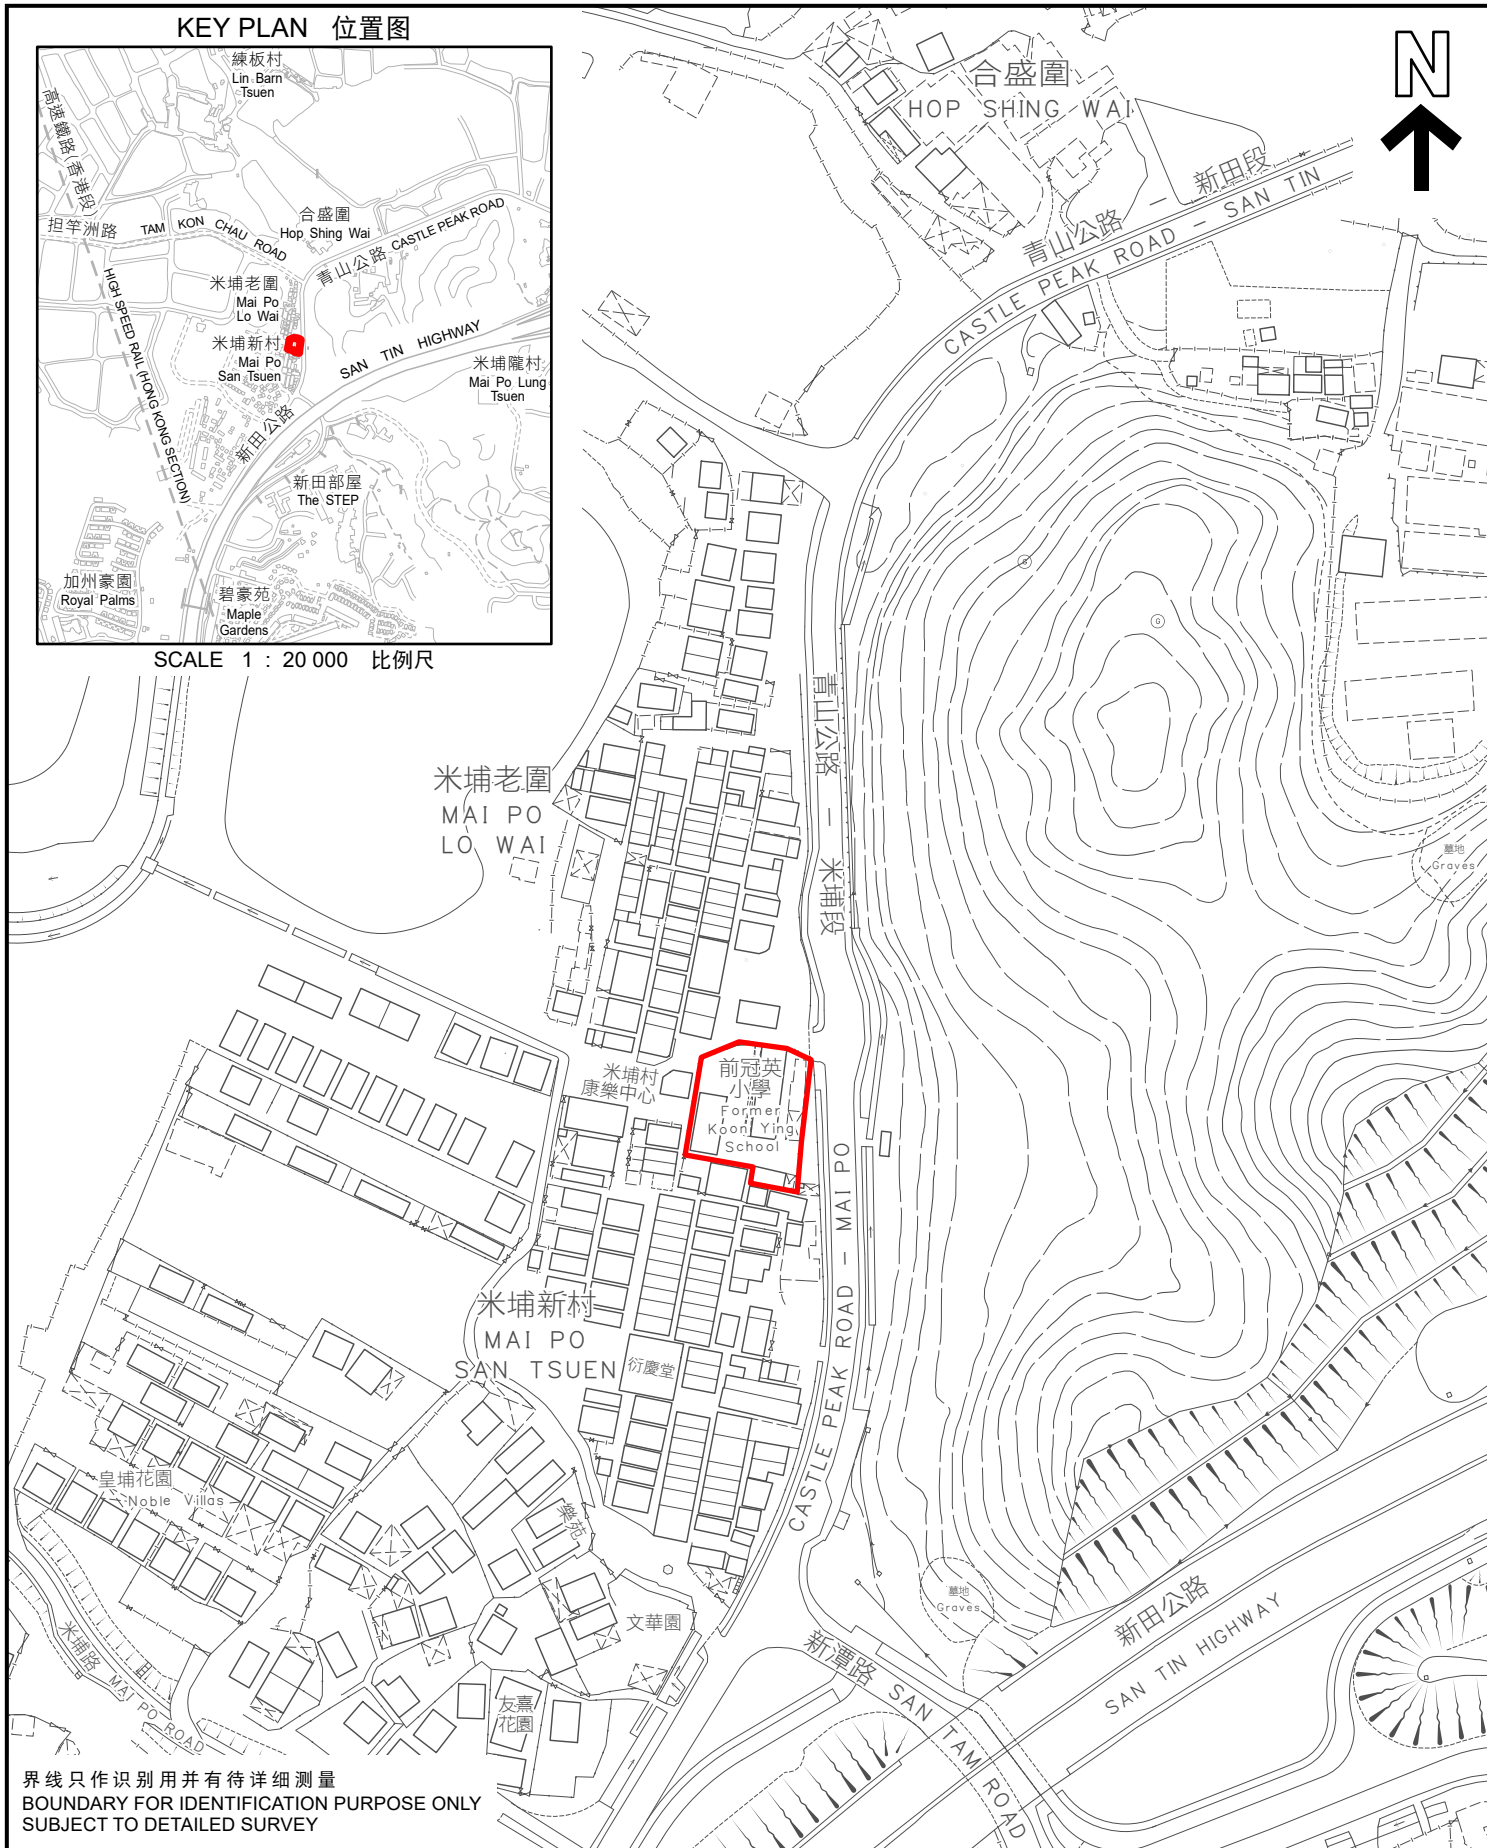 KEY PLAN 位置图
練板村
Lin Barn
Tsuen
高速鐵路(香港段)
担竿洲路 TAM KON CHAU ROAD
合盛圍
Hop Shing Wai
青山公路 CASTLE PEAK ROAD
HIGH SPEED RAIL (HONG KONG SECTION)
米埔老圍
Mai Po
Lo Wai
米埔新村
Mai Po
San Tsuen
SAN TIN HIGHWAY
新田公路
米埔隴村
Mai Po Lung
Tsuen
新田部屋
The STEP
加州豪園
Royal Palms
碧豪苑
Maple
Gardens
SCALE 1 : 20 000 比例尺
N
合盛圍
HOP SHING WAI
青山公路 － 新田段
CASTLE PEAK ROAD － SAN TIN
S
G
青山公路 － 米埔段
米埔老圍
MAI PO
LO WAI
墓地
Graves
米埔村
康樂中心
前冠英
小學
Former
Koon Ying
School
CASTLE PEAK ROAD － MAI PO
米埔新村
MAI PO
SAN TSUEN
衍慶堂
皇埔花園
Noble Villas
樂苑
文華園
友熹
花園
墓地
Graves
新田公路
SAN TIN HIGHWAY
新潭路 SAN TAM ROAD
米埔路 MAI PO ROAD
界线只作识别用并有待详细测量
BOUNDARY FOR IDENTIFICATION PURPOSE ONLY
SUBJECT TO DETAILED SURVEY